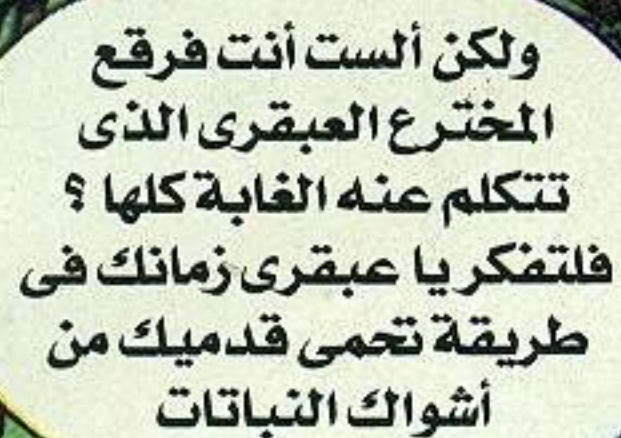 ولكن ألست أنت فرقع
المخترع العبقرى الذى
تتكلم عنه الغابة كلها ؟
فلتفكر يا عبقرى زمانك فى
طريقة تحمى قدميك من
أشواك النباتات